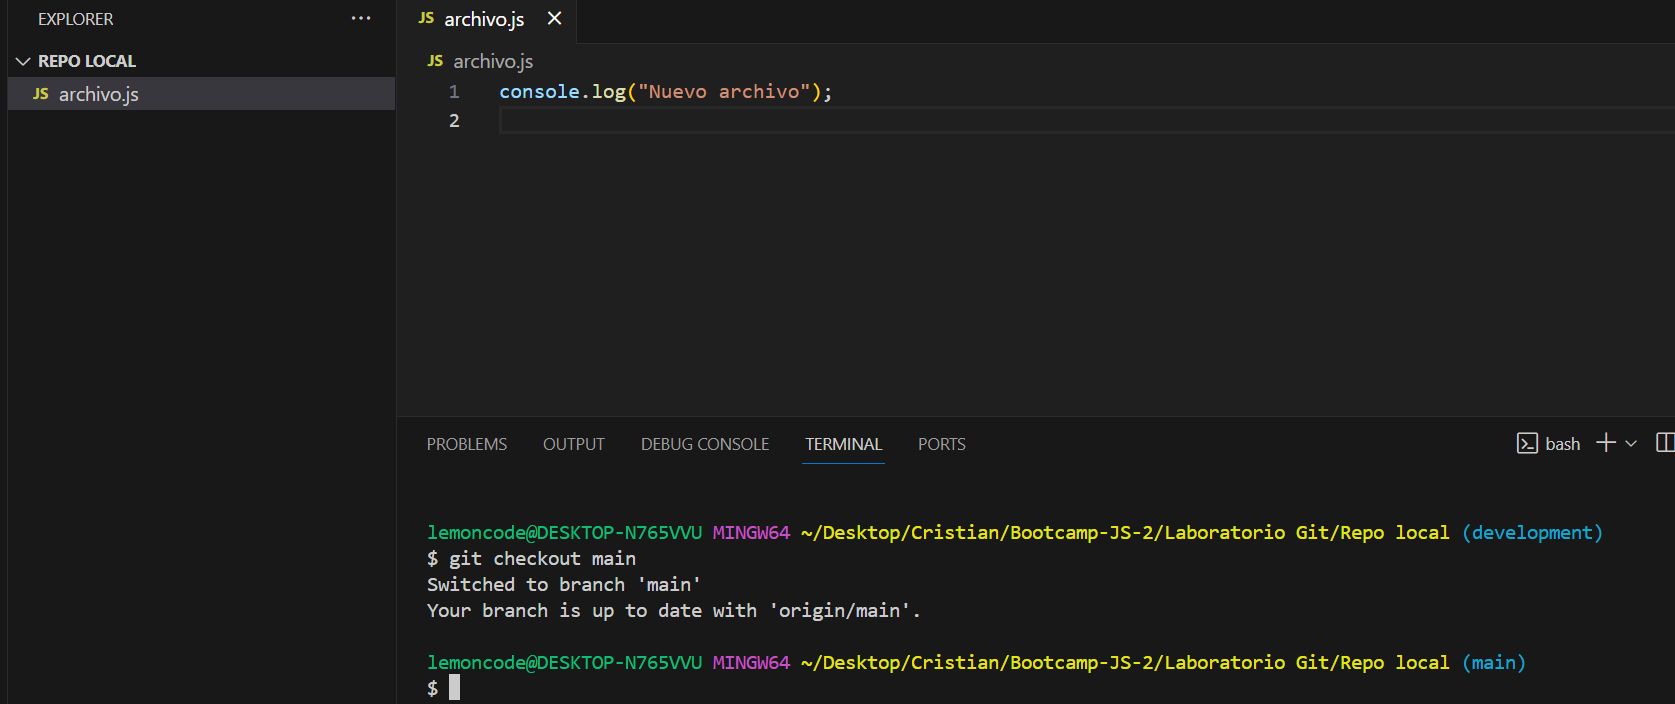 EXPLORER ...
REPO LOCAL
JS archivo.js
JS archivo.js
JS archivo.js
1 console.log("Nuevo archivo");
2
PROBLEMS OUTPUT DEBUG CONSOLE TERMINAL PORTS bash
lemoncode@DESKTOP-N765VVU MINGW64 ~/Desktop/Cristian/Bootcamp-JS-2/Laboratorio Git/Repo local (development)
$ git checkout main
Switched to branch 'main'
Your branch is up to date with 'origin/main'.
lemoncode@DESKTOP-N765VVU MINGW64 ~/Desktop/Cristian/Bootcamp-JS-2/Laboratorio Git/Repo local (main)
$